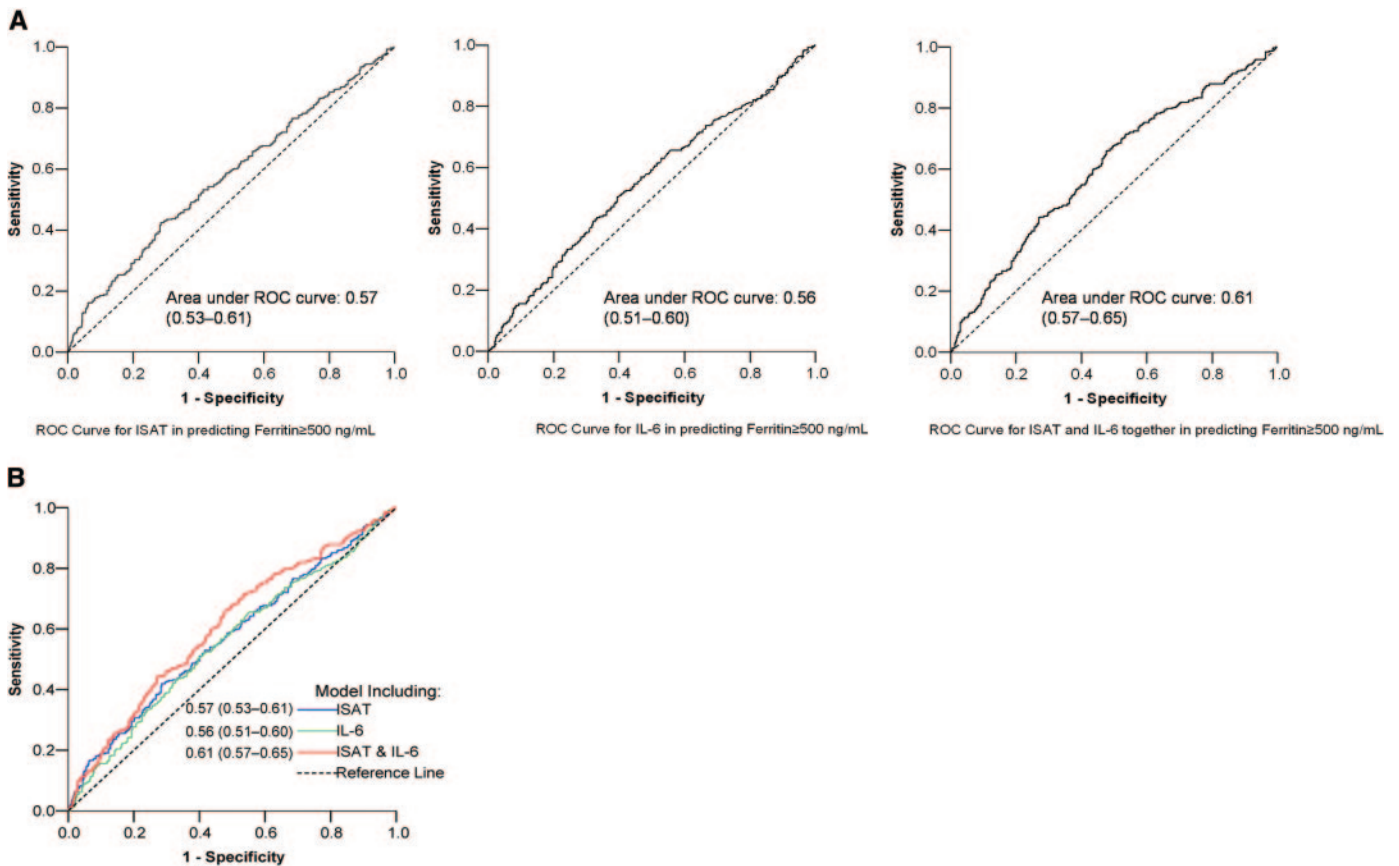 A
1.0
0.8
0.6
0.4
0.2
0.0
Sensitivity
Area under ROC curve: 0.57
(0.53–0.61)
0.0 0.2 0.4 0.6 0.8 1.0
1 - Specificity
ROC Curve for ISAT in predicting Ferritin≥500 ng/mL
1.0
0.8
0.6
0.4
0.2
0.0
Sensitivity
Area under ROC curve: 0.56
(0.51–0.60)
0.0 0.2 0.4 0.6 0.8 1.0
1 - Specificity
ROC Curve for IL-6 in predicting Ferritin≥500 ng/mL
1.0
0.8
0.6
0.4
0.2
0.0
Sensitivity
Area under ROC curve: 0.61
(0.57–0.65)
0.0 0.2 0.4 0.6 0.8 1.0
1 - Specificity
ROC Curve for ISAT and IL-6 together in predicting Ferritin≥500 ng/mL
B
1.0
0.8
0.6
0.4
0.2
0.0
Sensitivity
Model Including:
0.57 (0.53–0.61) ISAT
0.56 (0.51–0.60) IL-6
0.61 (0.57–0.65) ISAT & IL-6
Reference Line
0.0 0.2 0.4 0.6 0.8 1.0
1 - Specificity